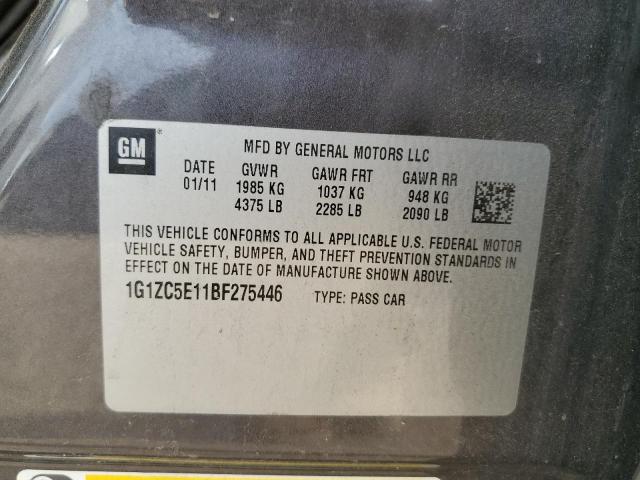 GM® MFD BY GENERAL MOTORS LLC
DATE GVWR GAWR FRT GAWR RR
01/11 1985 KG 1037 KG 948 KG
4375 LB 2285 LB 2090 LB
THIS VEHICLE CONFORMS TO ALL APPLICABLE U.S. FEDERAL MOTOR
VEHICLE SAFETY, BUMPER, AND THEFT PREVENTION STANDARDS IN
EFFECT ON THE DATE OF MANUFACTURE SHOWN ABOVE.
1G1ZC5E11BF275446 TYPE: PASS CAR